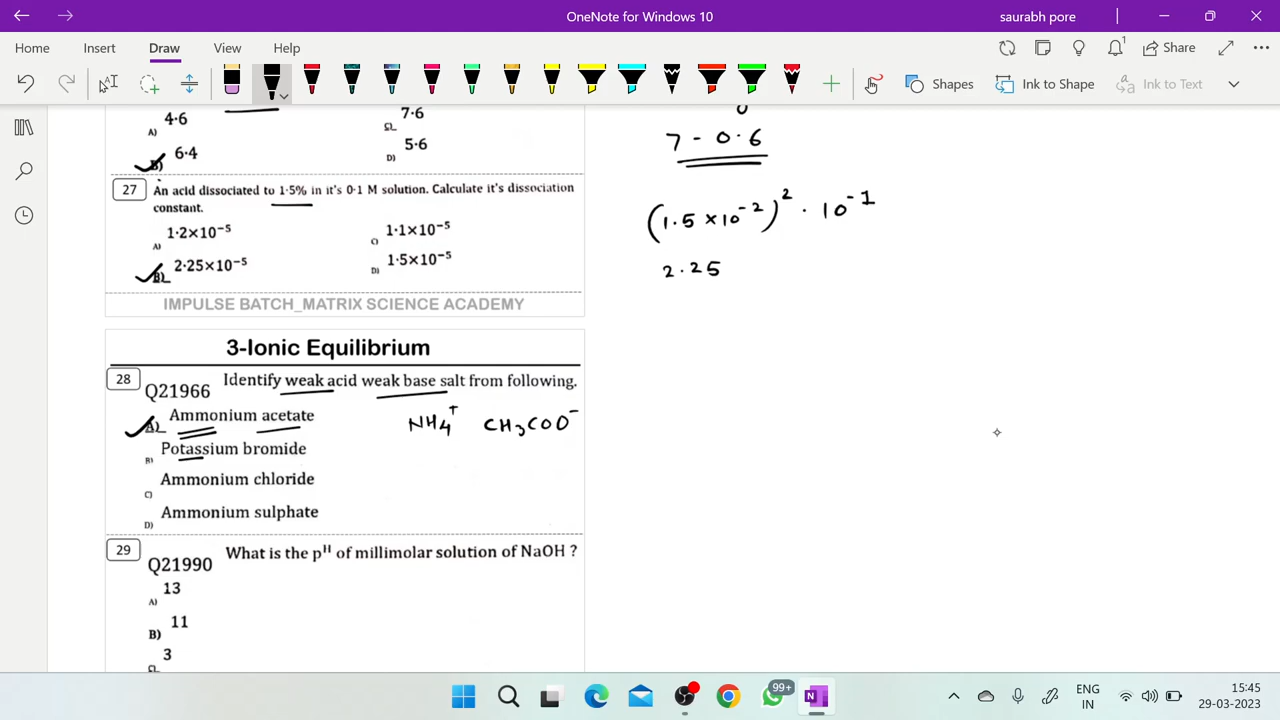 OneNote for Windows 10
saurabh pore
Home Insert Draw View Help
Share
Shapes
Ink to Shape
Ink to Text
A) 4·6
C) 7·6
B) 6·4
D) 5·6
27 An acid dissociated to 1·5% in it's 0·1 M solution. Calculate it's dissociation
constant.
A) 1·2×10⁻⁵
C) 1·1×10⁻⁵
B) 2·25×10⁻⁵
D) 1·5×10⁻⁵
IMPULSE BATCH_MATRIX SCIENCE ACADEMY
7 - 0.6
(1.5 × 10⁻²)² · 10⁻¹
2.25
3-Ionic Equilibrium
28 Q21966 Identify weak acid weak base salt from following.
A) Ammonium acetate
NH₄⁺ CH₃COO⁻
B) Potassium bromide
C) Ammonium chloride
D) Ammonium sulphate
29 Q21990 What is the pᴴ of millimolar solution of NaOH ?
A) 13
B) 11
C) 3
99+
ENG
IN
15:45
29-03-2023